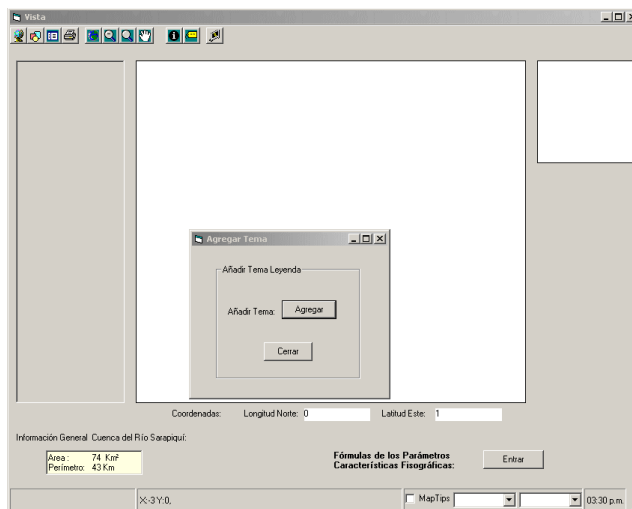 Vista
Agregar Tema
Añadir Tema Leyenda
Añadir Tema: Agregar
Cerrar
Coordenadas: Longitud Norte: 0 Latitud Este: 1
Información General Cuenca del Río Sarapiquí:
Area : 74 Km²
Perímetro: 43 Km
Fórmulas de los Parámetros
Características Fisográficas:
Entrar
X:-3 Y:0,
MapTips
03:30 p.m.